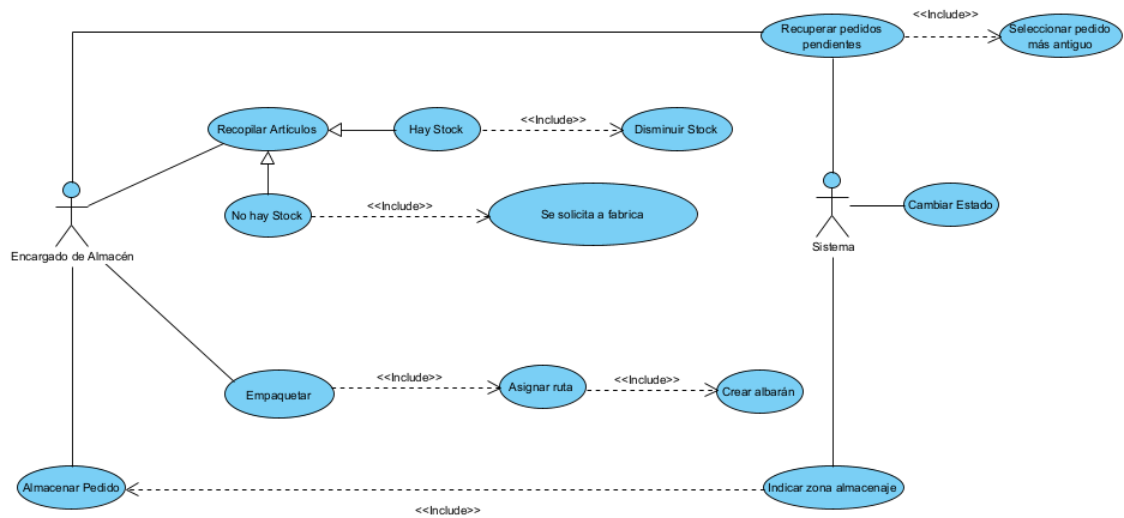 <<Include>>
Recuperar pedidos
pendientes
Seleccionar pedido
más antiguo
<<Include>>
Recopilar Artículos
Hay Stock
Disminuir Stock
<<Include>>
No hay Stock
Se solicita a fabrica
Cambiar Estado
Encargado de Almacén
Sistema
<<Include>>
<<Include>>
Empaquetar
Asignar ruta
Crear albarán
Almacenar Pedido
Indicar zona almacenaje
<<Include>>